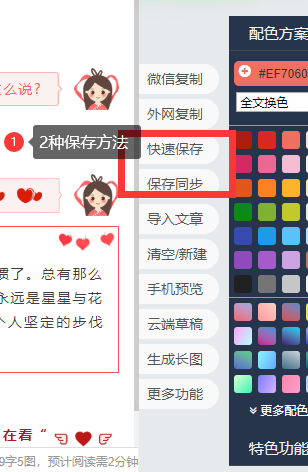 么说？
1
2种保存方法
惯了。总有那么
永远是星星与花
个人坚定的步伐
在看“
9字5图，预计阅读需2分钟
微信复制
外网复制
快速保存
保存同步
导入文章
清空/新建
手机预览
云端草稿
生成长图
更多功能
配色方案
#EF7060
全文换色
更多配色
特色功能